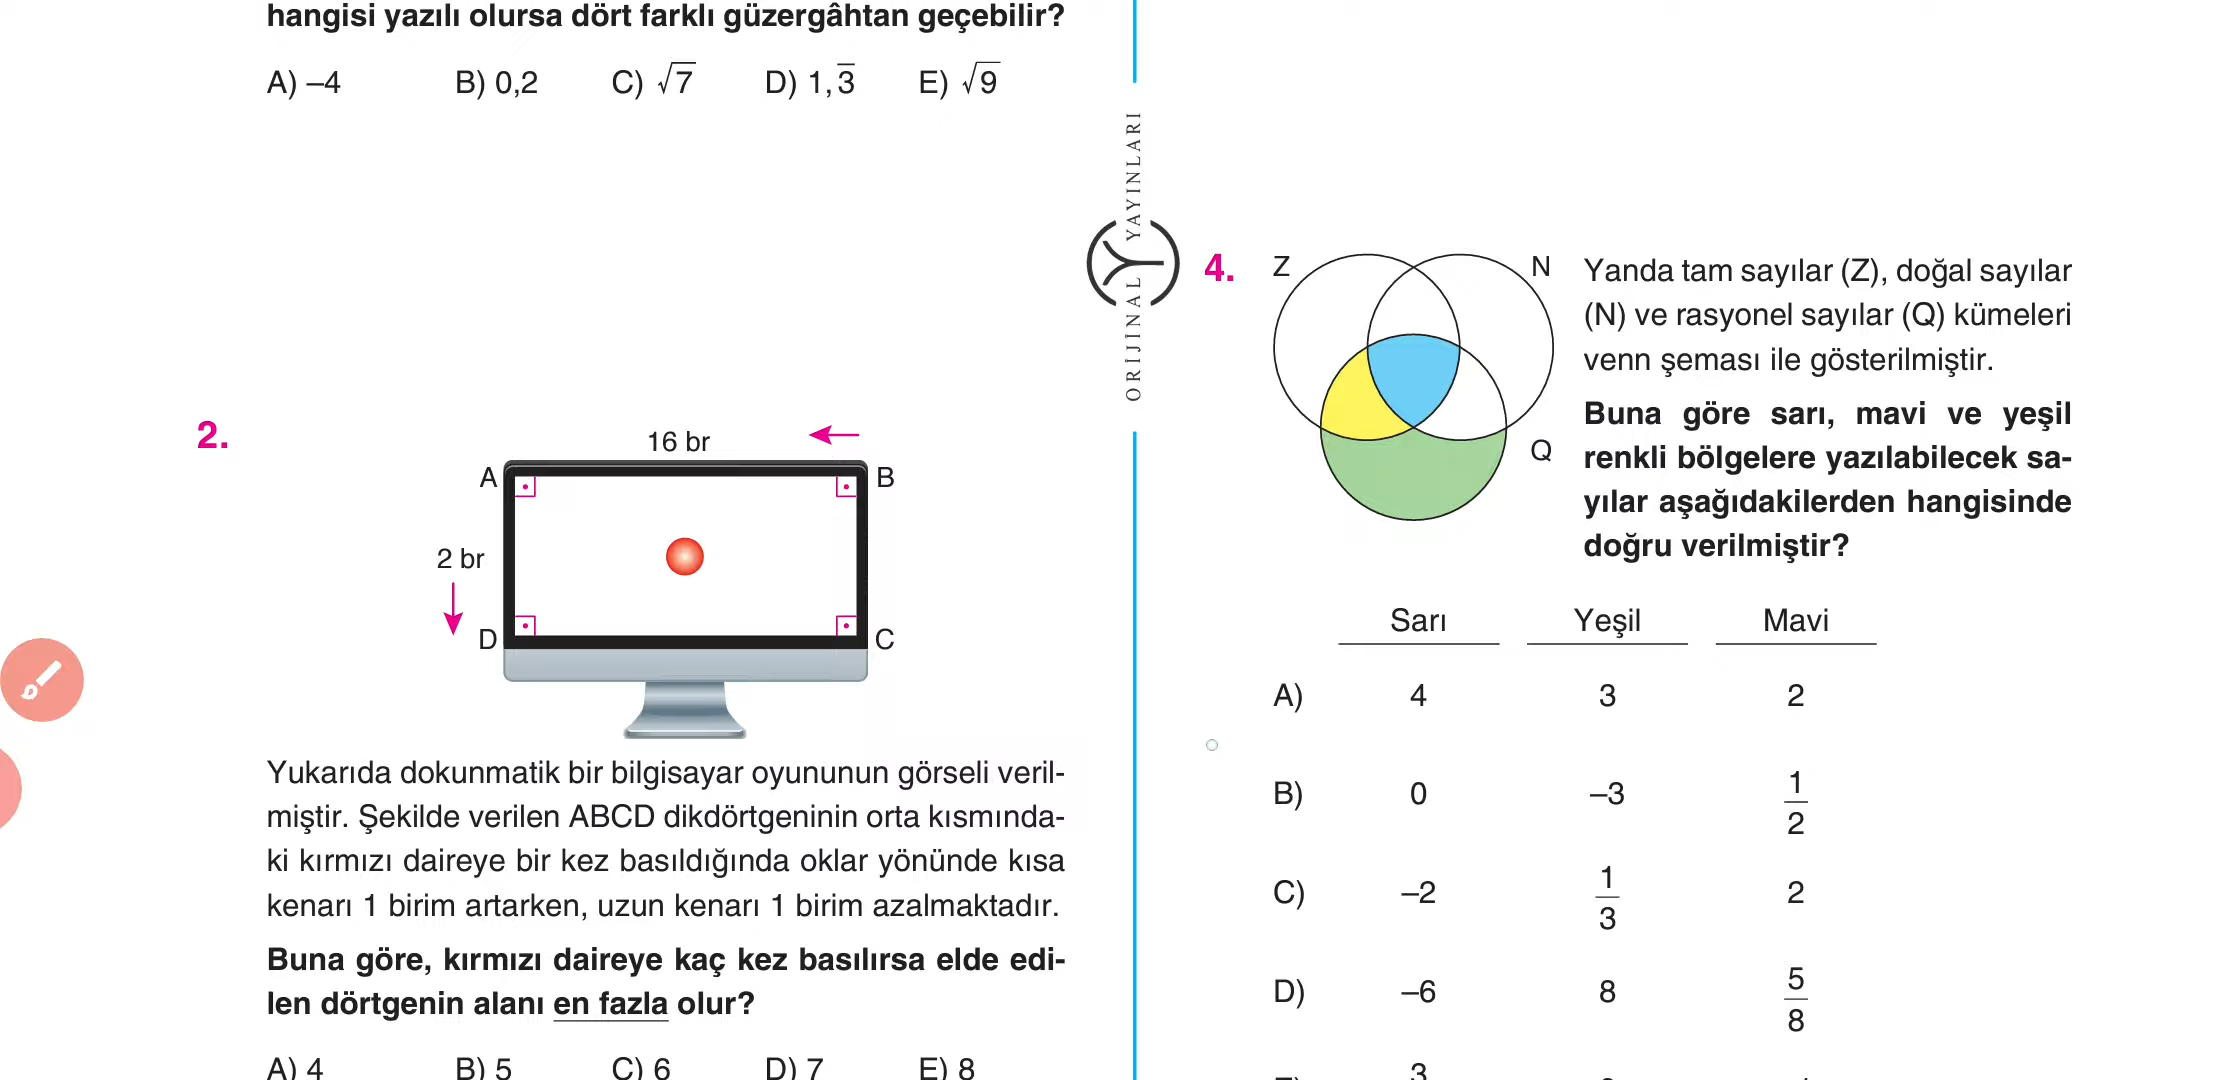 hangisi yazılı olursa dört farklı güzergâhtan geçebilir?
A) –4 B) 0,2 C) √7 D) 1,3̅ E) √9
2.
16 br
A
B
2 br
D
C
Yukarıda dokunmatik bir bilgisayar oyununun görseli veril-
miştir. Şekilde verilen ABCD dikdörtgeninin orta kısmında-
ki kırmızı daireye bir kez basıldığında oklar yönünde kısa
kenarı 1 birim artarken, uzun kenarı 1 birim azalmaktadır.
Buna göre, kırmızı daireye kaç kez basılırsa elde edi-
len dörtgenin alanı en fazla olur?
A) 4 B) 5 C) 6 D) 7 E) 8
ORİJİNAL YAYINLARI
4.
Z
N
Q
Yanda tam sayılar (Z), doğal sayılar
(N) ve rasyonel sayılar (Q) kümeleri
venn şeması ile gösterilmiştir.
Buna göre sarı, mavi ve yeşil
renkli bölgelere yazılabilecek sa-
yılar aşağıdakilerden hangisinde
doğru verilmiştir?
Sarı Yeşil Mavi
A) 4 3 2
B) 0 –3 1/2
C) –2 1/3 2
D) –6 8 5/8
3